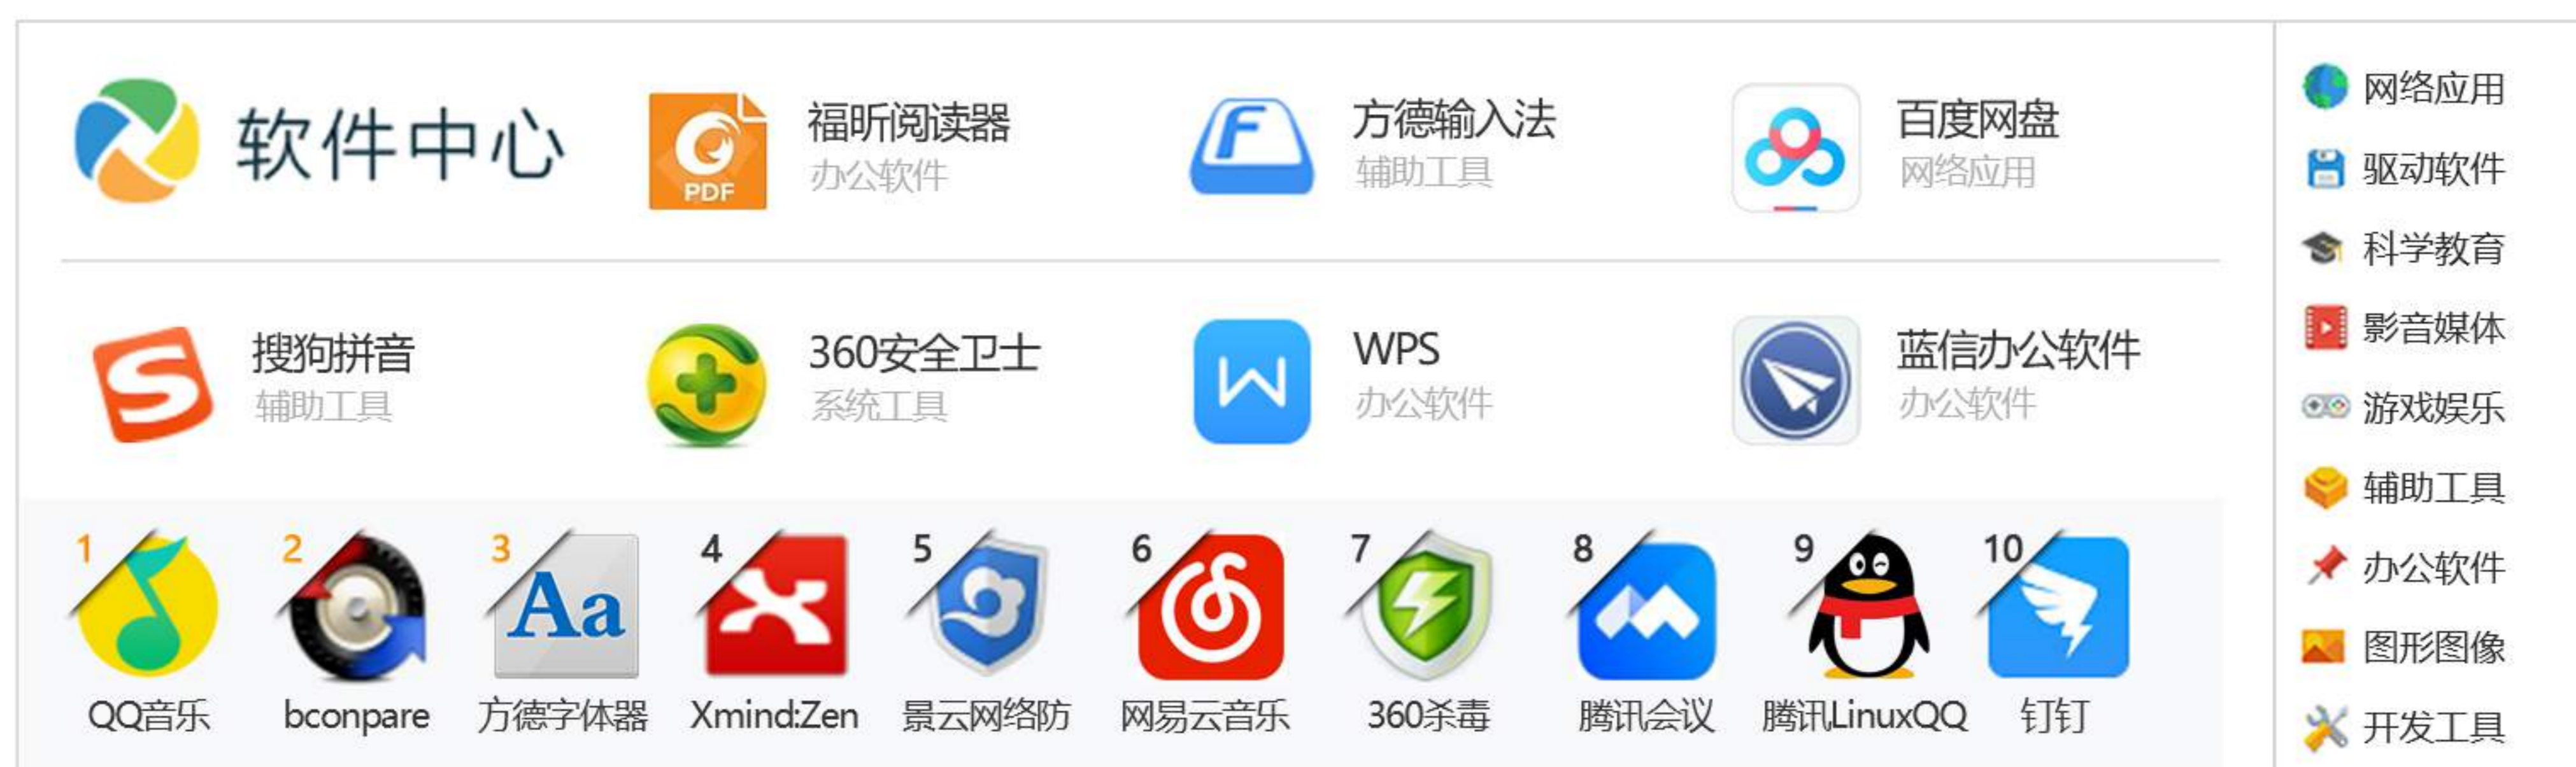 软件中心
PDF
福昕阅读器
办公软件
F
方德输入法
辅助工具
百度网盘
网络应用
搜狗拼音
辅助工具
360安全卫士
系统工具
WPS
办公软件
蓝信办公软件
办公软件
1
2
3
4
5
6
7
8
9
10
Aa
QQ音乐
bconpare
方德字体器
Xmind:Zen
景云网络防
网易云音乐
360杀毒
腾讯会议
腾讯LinuxQQ
钉钉
网络应用
驱动软件
科学教育
影音媒体
游戏娱乐
辅助工具
办公软件
图形图像
开发工具